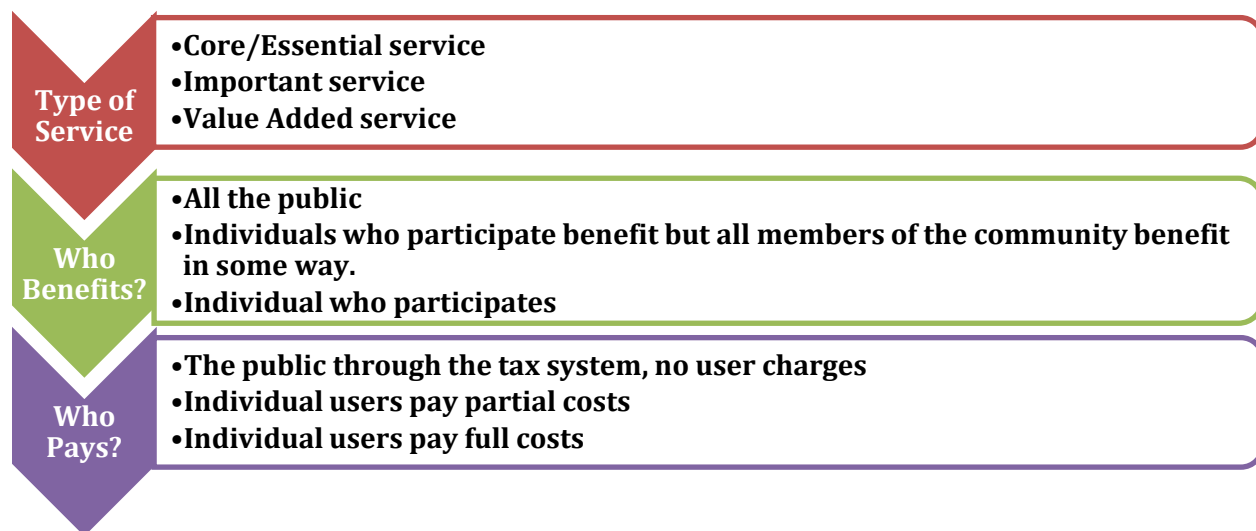 Type of
Service
•Core/Essential service
•Important service
•Value Added service
Who
Benefits?
•All the public
•Individuals who participate benefit but all members of the community benefit
in some way.
•Individual who participates
Who
Pays?
•The public through the tax system, no user charges
•Individual users pay partial costs
•Individual users pay full costs